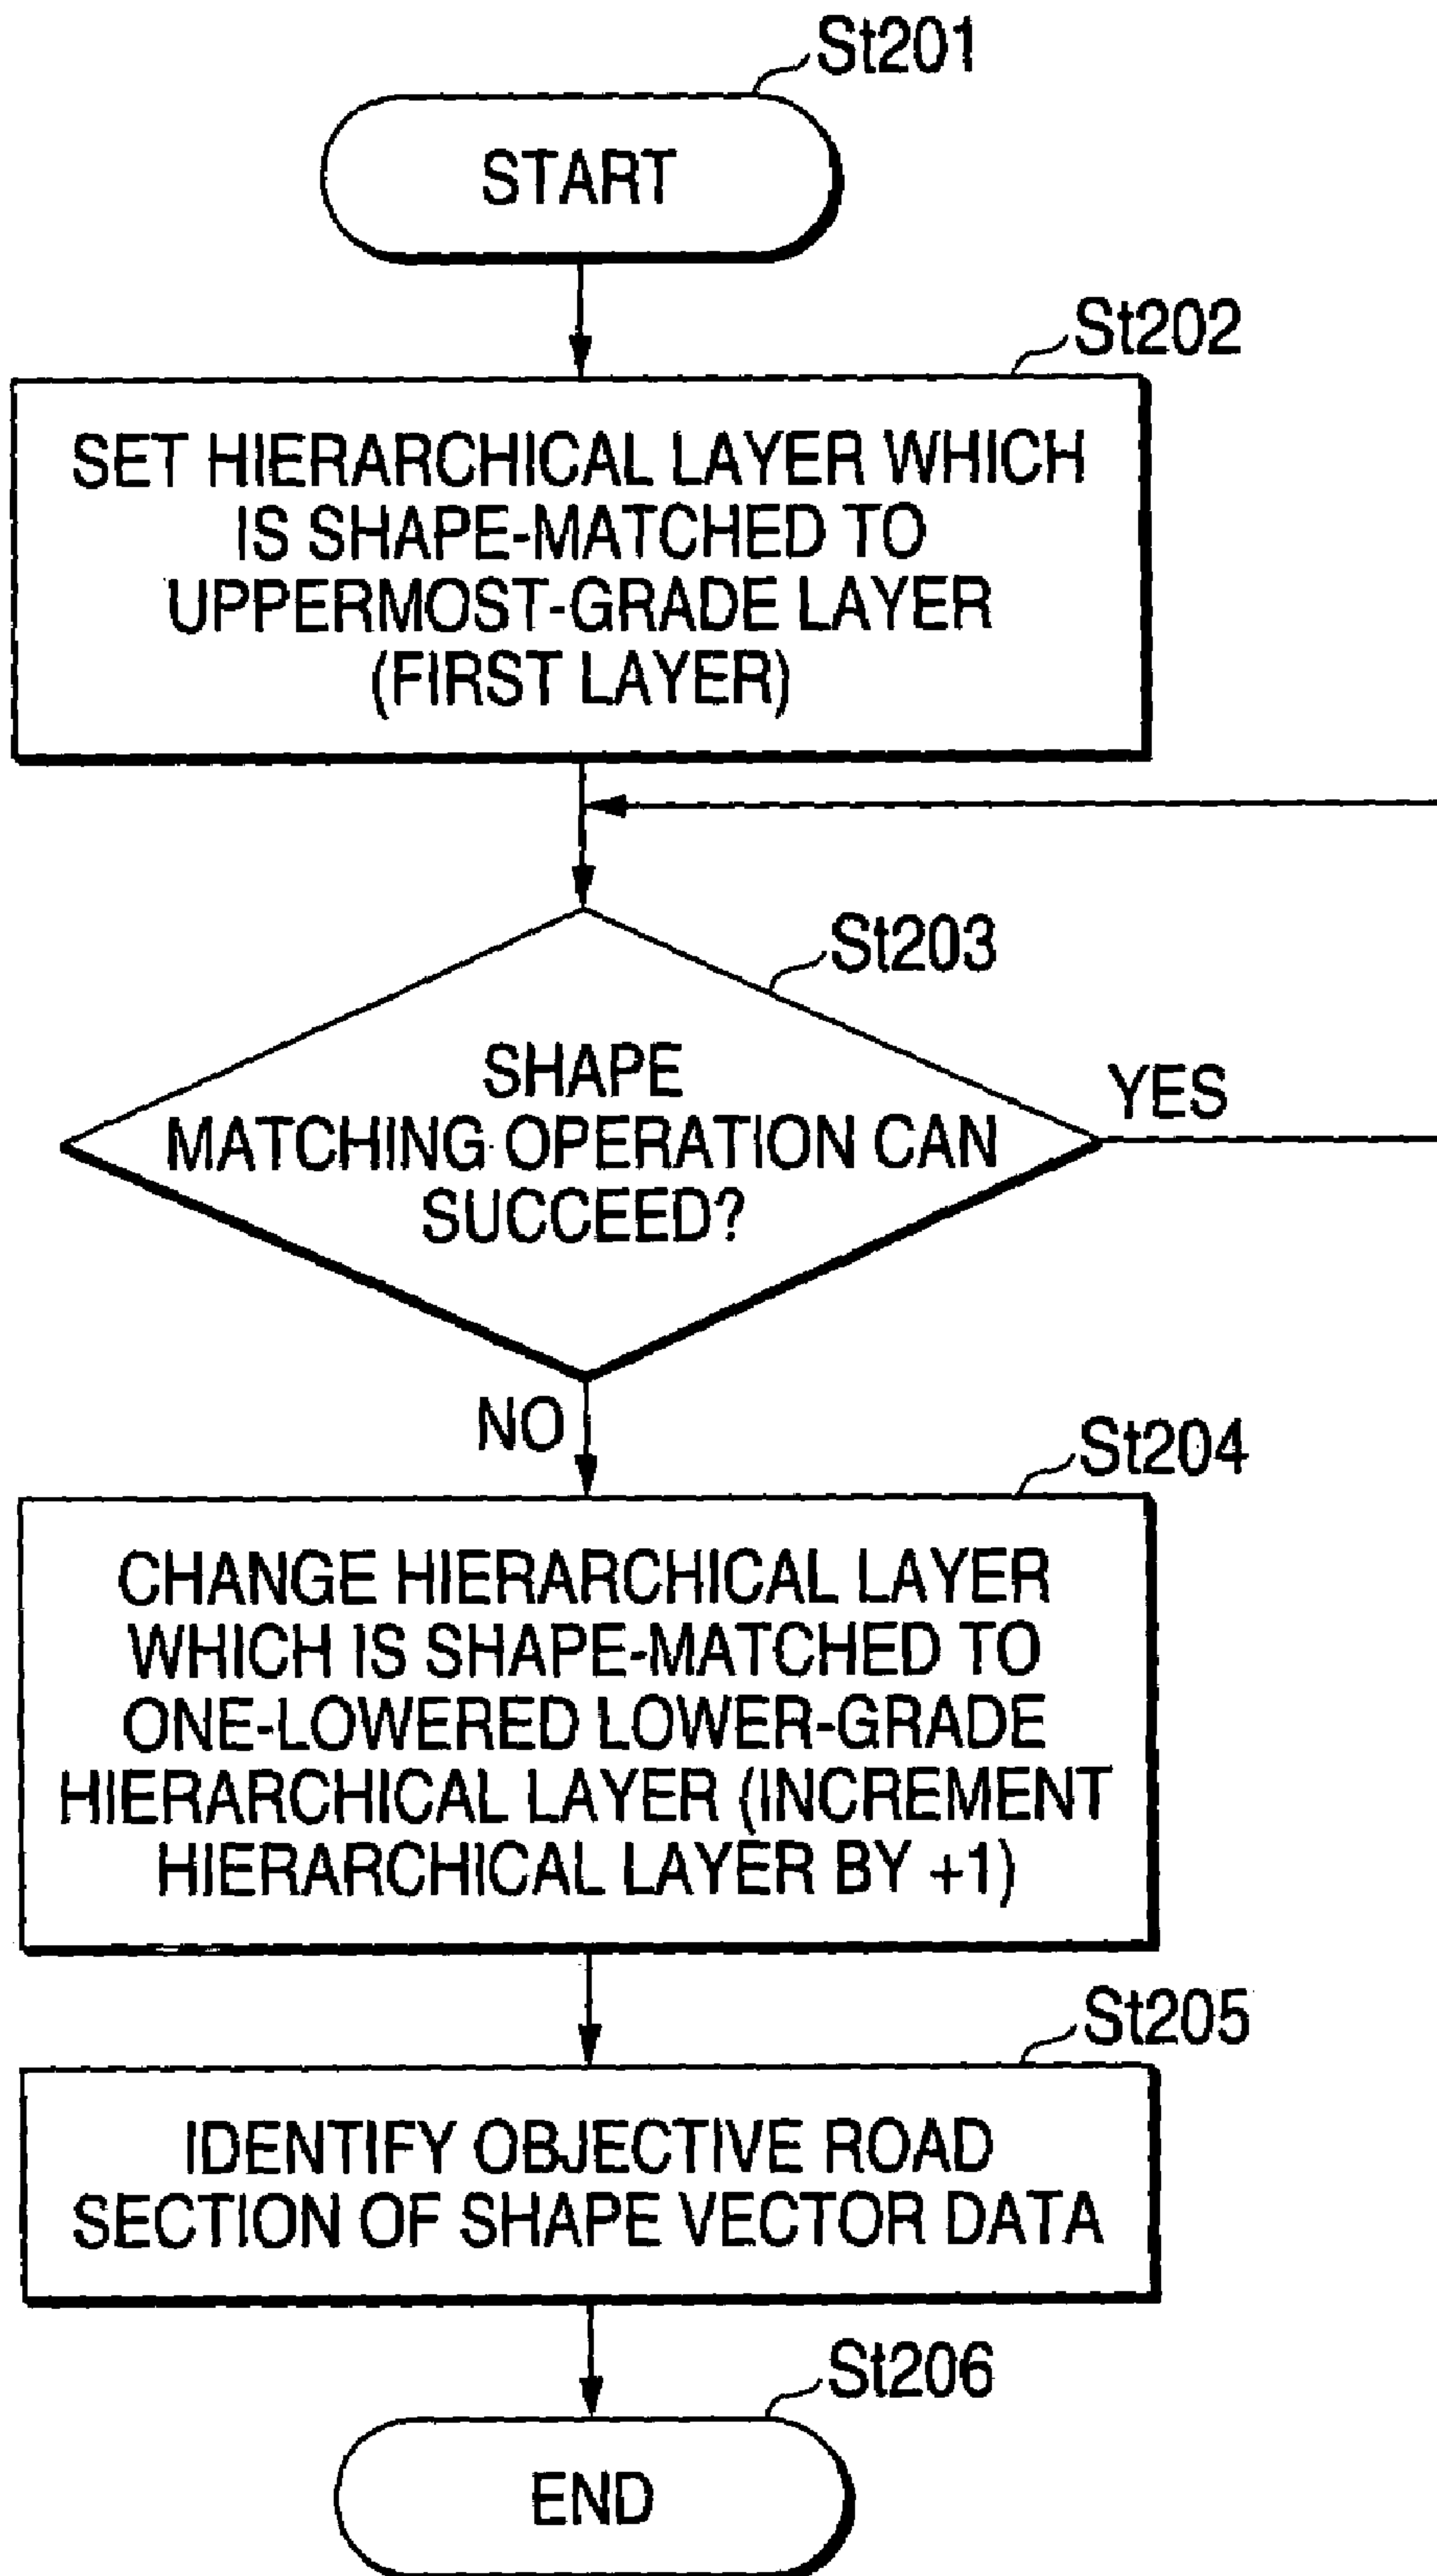 St201
START
St202
SET HIERARCHICAL LAYER WHICH
IS SHAPE-MATCHED TO
UPPERMOST-GRADE LAYER
(FIRST LAYER)
St203
SHAPE
MATCHING OPERATION CAN
SUCCEED?
YES
NO
St204
CHANGE HIERARCHICAL LAYER
WHICH IS SHAPE-MATCHED TO
ONE-LOWERED LOWER-GRADE
HIERARCHICAL LAYER (INCREMENT
HIERARCHICAL LAYER BY +1)
St205
IDENTIFY OBJECTIVE ROAD
SECTION OF SHAPE VECTOR DATA
St206
END